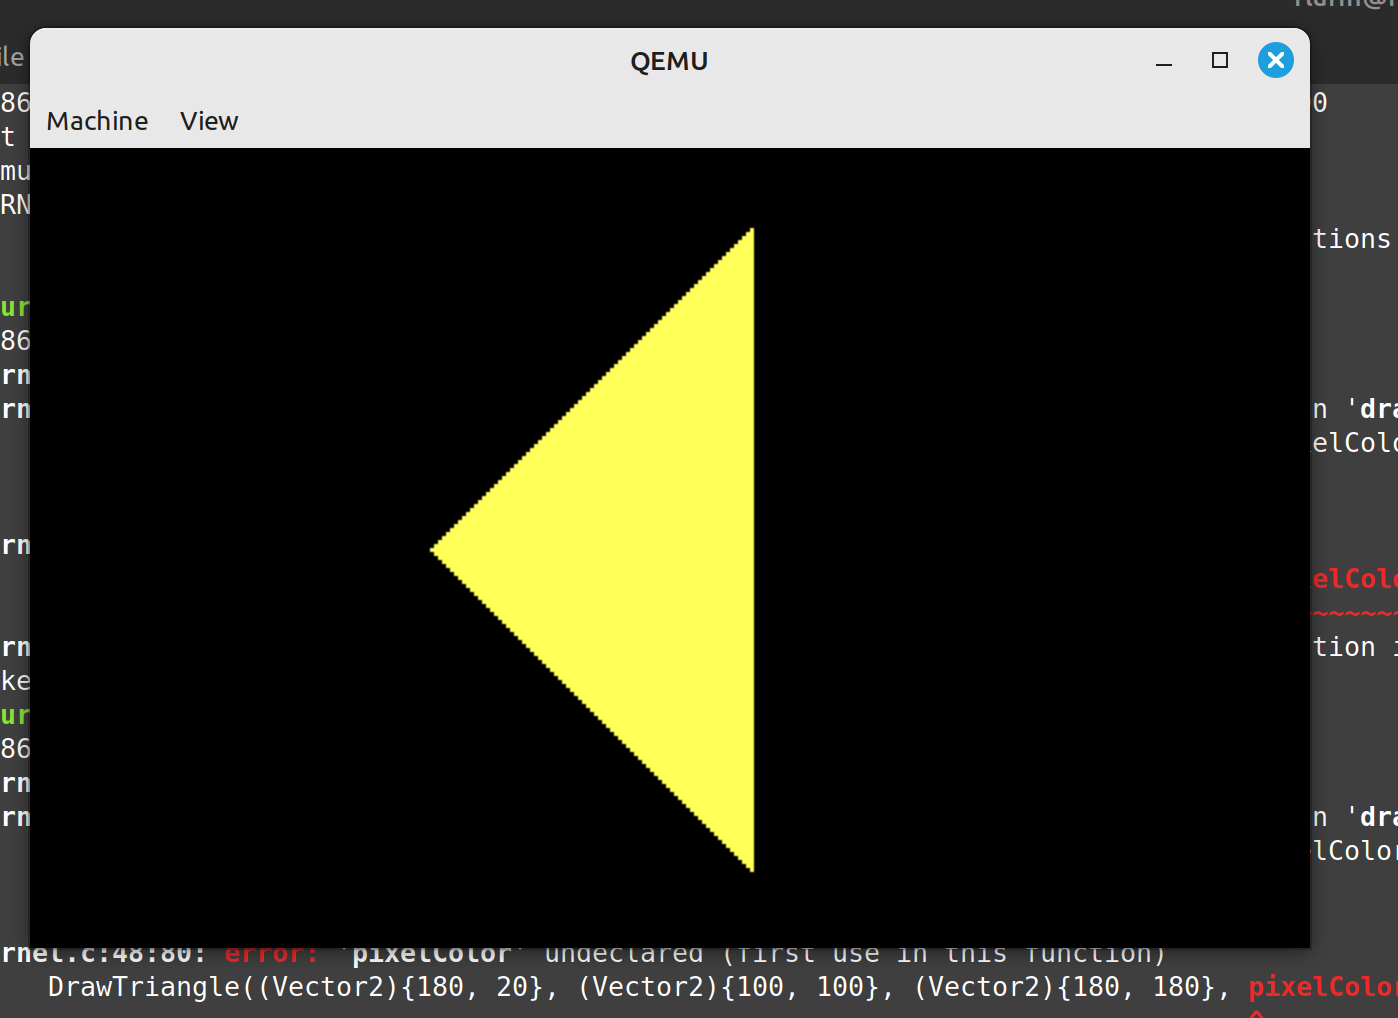 ile
QEMU
Machine View
86
t
mu
RN
tions
ur
86
rn
rn n 'dra
elColo
rn
elColo
~~~~~~
rn tion i
ke
ur
86
rn
rn n 'dra
lColor
rnel.c:48:80: error: 'pixelColor' undeclared (first use in this function)
DrawTriangle((Vector2){180, 20}, (Vector2){100, 100}, (Vector2){180, 180}, pixelColor
^